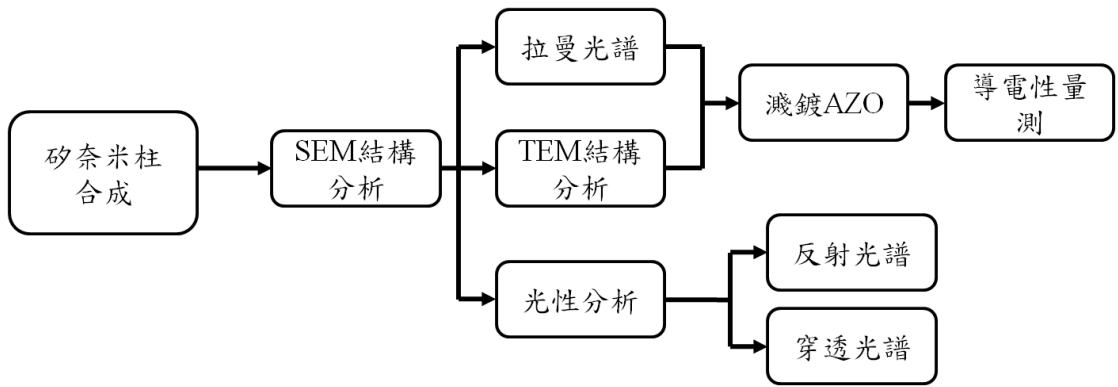 矽奈米柱
合成
SEM結構
分析
拉曼光譜
TEM結構
分析
光性分析
濺鍍AZO
導電性量
測
反射光譜
穿透光譜